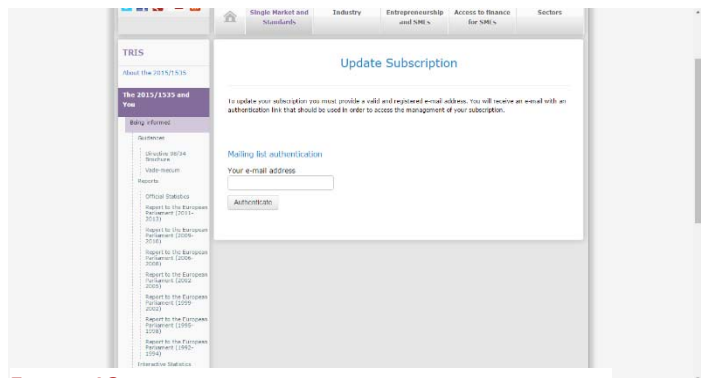 Single Market and
Standards
Industry
Entrepreneurship
and SMEs
Access to finance
for SMEs
Sectors
TRIS
About the 2015/1535
The 2015/1535 and
You
Being informed
Guidances
Directive 98/34
Brochure
Vade-mecum
Reports
Official Statistics
Report to the European
Parliament (2011-
2013)
Report to the European
Parliament (2009-
2010)
Report to the European
Parliament (2006-
2008)
Report to the European
Parliament (2002-
2005)
Report to the European
Parliament (1999-
2002)
Report to the European
Parliament (1995-
1998)
Report to the European
Parliament (1992-
1994)
Interactive Statistics
Update Subscription
To update your subscription you must provide a valid and registered e-mail address. You will receive an e-mail with an
authentication link that should be used in order to access the management of your subscription.
Mailing list authentication
Your e-mail address
Authenticate